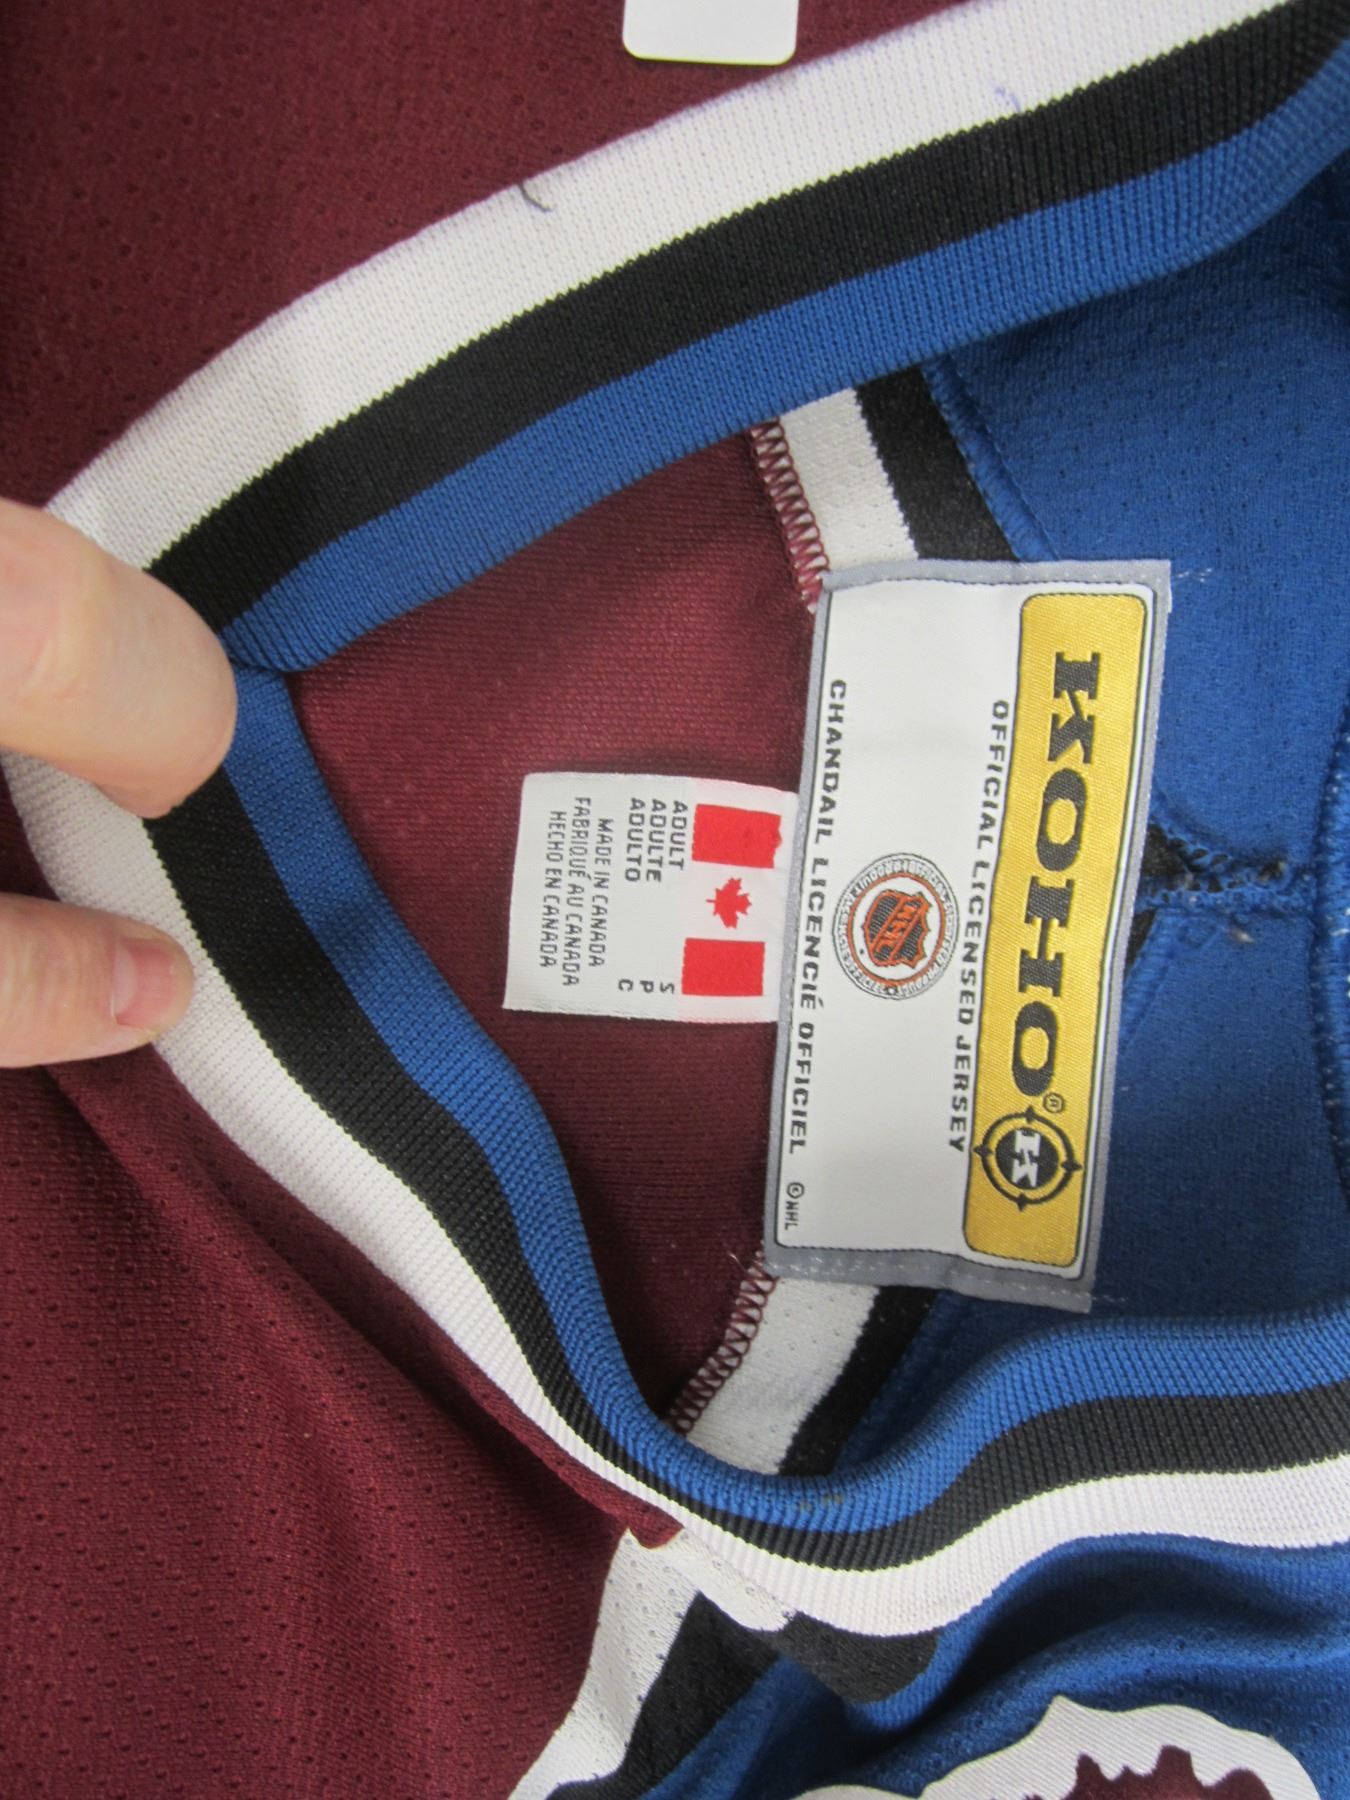 KOHO®
K
OFFICIAL LICENSED JERSEY
NHL
CHANDAIL LICENCIÉ OFFICIEL ©NHL
ADULT S
ADULTE P
ADULTO C
MADE IN CANADA
FABRIQUÉ AU CANADA
HECHO EN CANADA